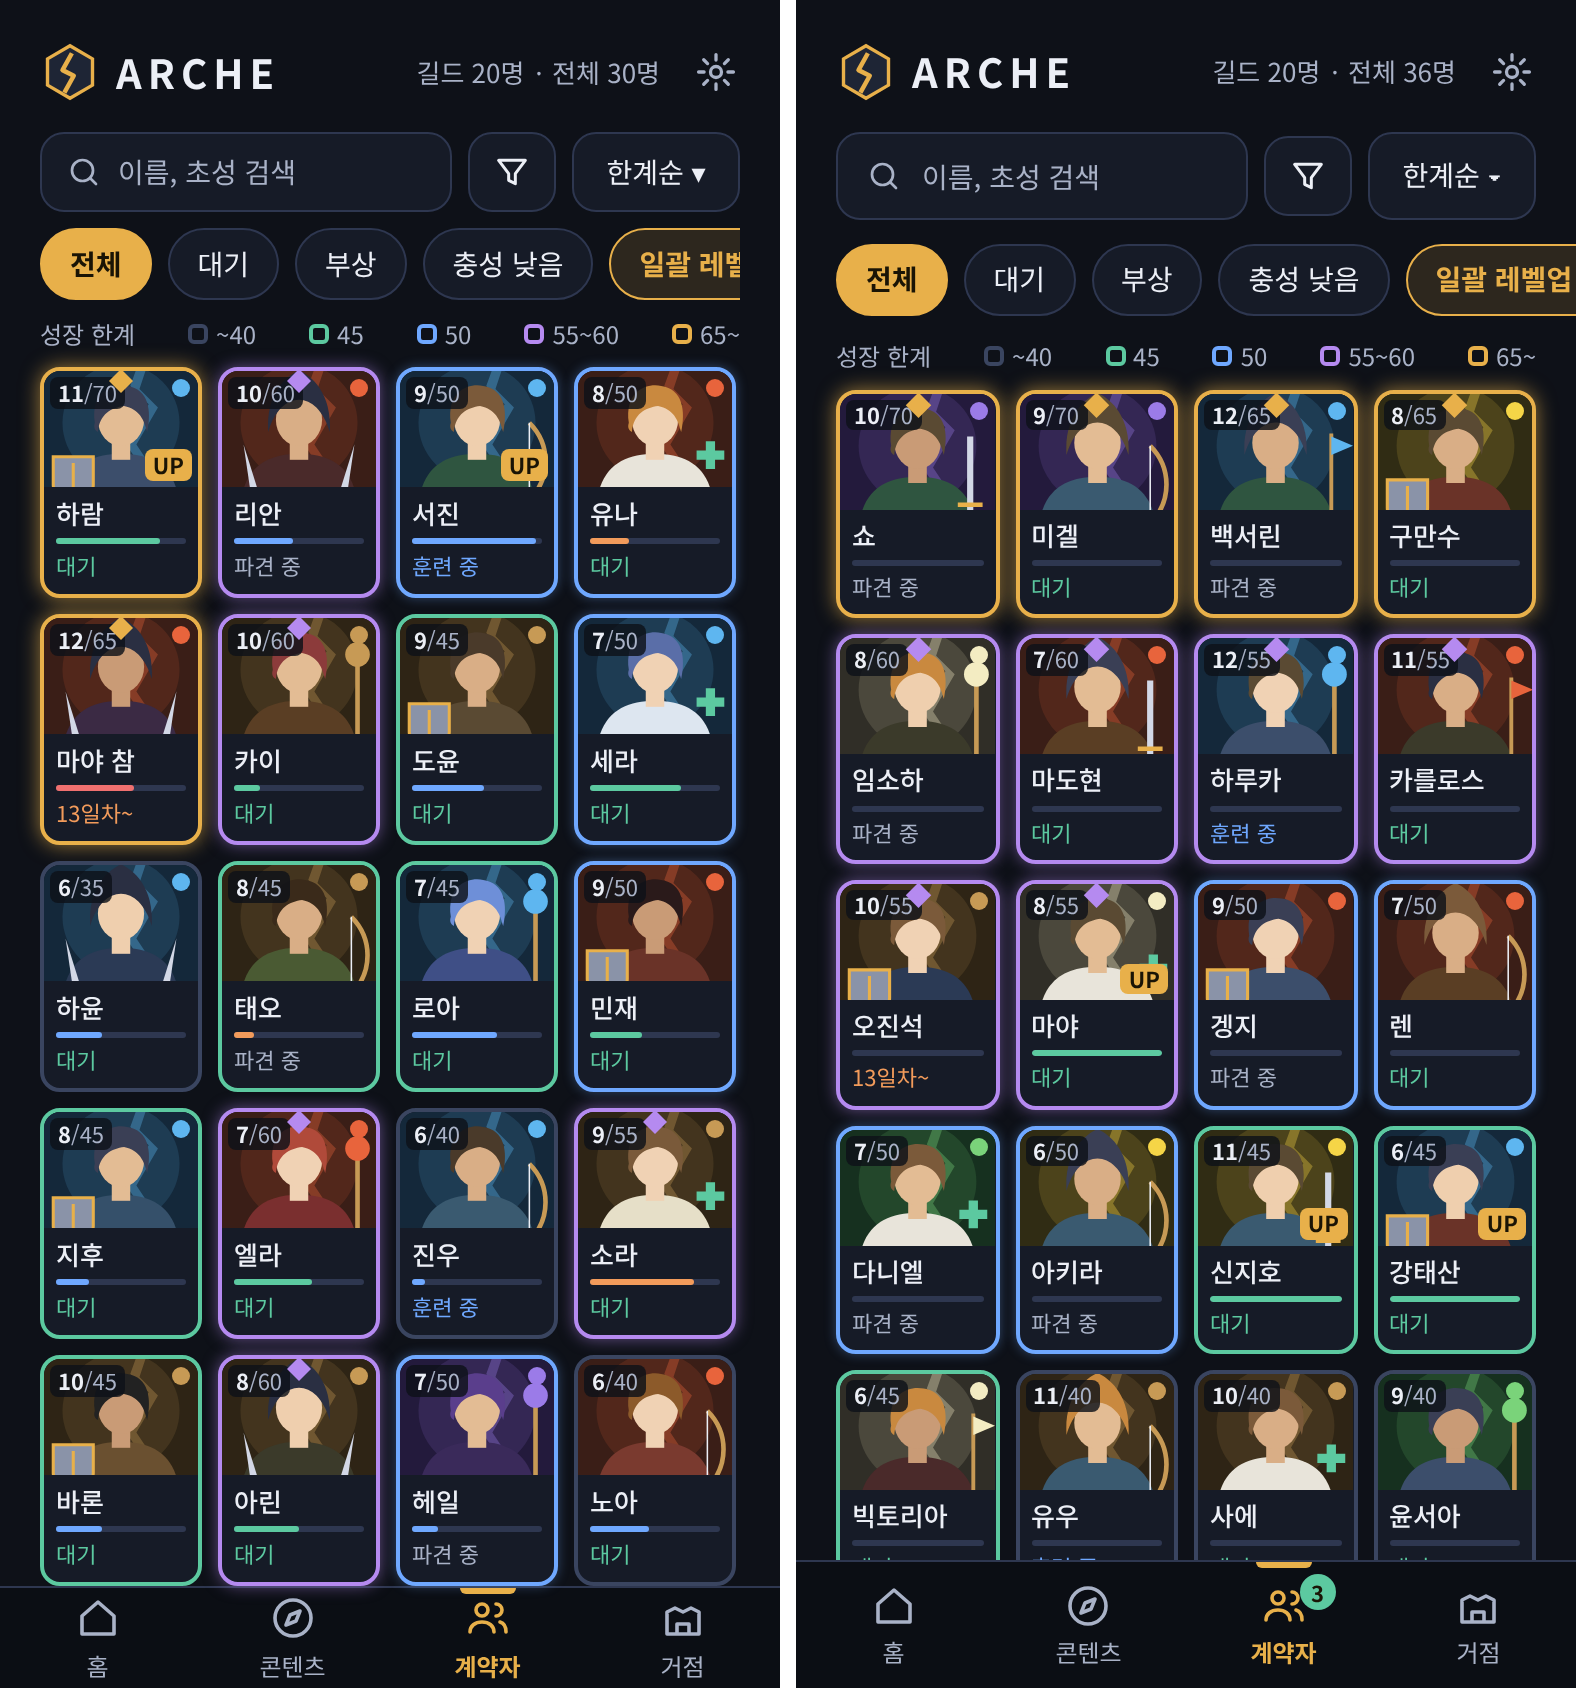 ARCHE
길드 20명 · 전체 30명
이름, 초성 검색
한계순 ▾
전체 대기 부상 충성 낮음 일괄 레벨
성장 한계 ~40 45 50 55~60 65~
11/70 10/60 9/50 8/50
UP UP
하람 리안 서진 유나
대기 파견 중 훈련 중 대기
12/65 10/60 9/45 7/50
마야 참 카이 도윤 세라
13일차~ 대기 대기 대기
6/35 8/45 7/45 9/50
하윤 태오 로아 민재
대기 파견 중 대기 대기
8/45 7/60 6/40 9/55
지후 엘라 진우 소라
대기 대기 훈련 중 대기
10/45 8/60 7/50 6/40
바론 아린 헤일 노아
대기 대기 파견 중 대기
홈 콘텐츠 계약자 거점
ARCHE
길드 20명 · 전체 36명
이름, 초성 검색
한계순 ▾
전체 대기 부상 충성 낮음 일괄 레벨업
성장 한계 ~40 45 50 55~60 65~
10/70 9/70 12/65 8/65
쇼 미겔 백서린 구만수
파견 중 대기 파견 중 대기
8/60 7/60 12/55 11/55
임소하 마도현 하루카 카를로스
파견 중 대기 훈련 중 대기
10/55 8/55 9/50 7/50
UP
오진석 마야 겡지 렌
13일차~ 대기 파견 중 대기
7/50 6/50 11/45 6/45
UP UP
다니엘 아키라 신지호 강태산
파견 중 파견 중 대기 대기
6/45 11/40 10/40 9/40
빅토리아 유우 사에 윤서아
3
홈 콘텐츠 계약자 거점